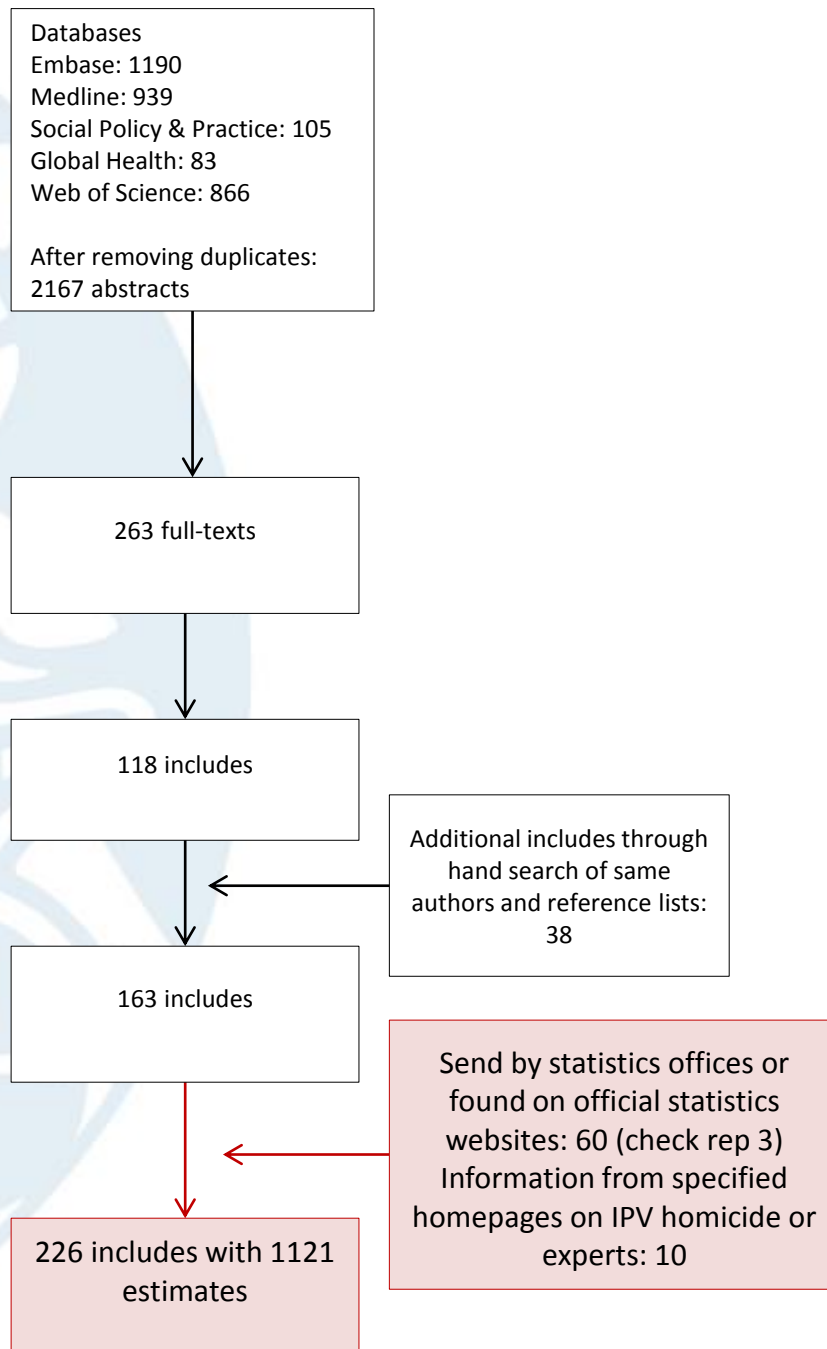 Databases
Embase: 1190
Medline: 939
Social Policy & Practice: 105
Global Health: 83
Web of Science: 866
After removing duplicates:
2167 abstracts
263 full-texts
118 includes
Additional includes through
hand search of same
authors and reference lists:
38
163 includes
Send by statistics offices or
found on official statistics
websites: 60 (check rep 3)
Information from specified
homepages on IPV homicide or
experts: 10
226 includes with 1121
estimates